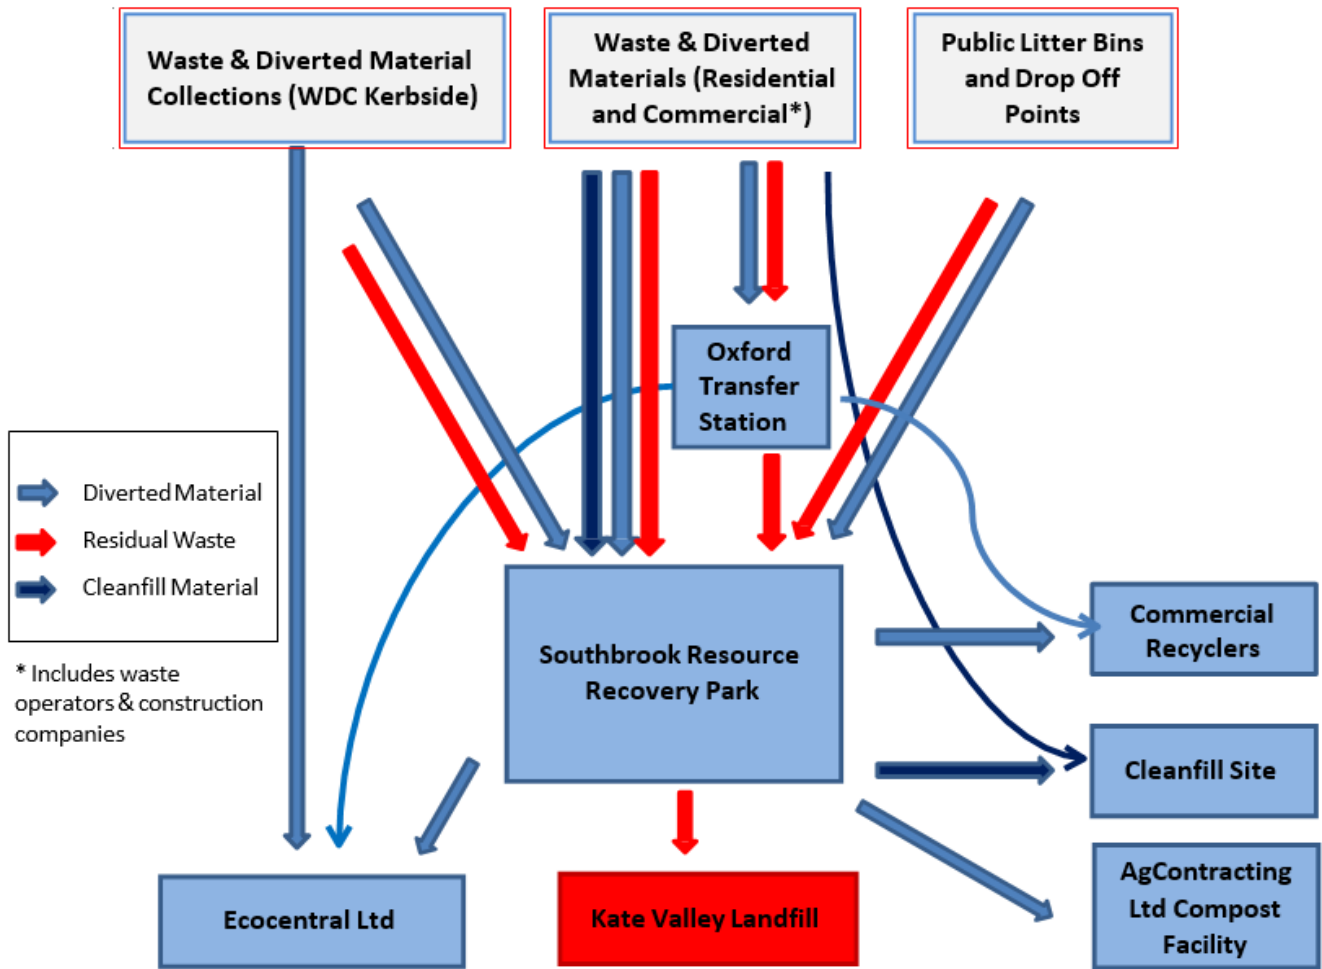 Waste & Diverted Material
Collections (WDC Kerbside)
Waste & Diverted
Materials (Residential
and Commercial*)
Public Litter Bins
and Drop Off
Points
Oxford
Transfer
Station
Diverted Material
Residual Waste
Cleanfill Material
* Includes waste
operators & construction
companies
Southbrook Resource
Recovery Park
Commercial
Recyclers
Cleanfill Site
AgContracting
Ltd Compost
Facility
Ecocentral Ltd
Kate Valley Landfill